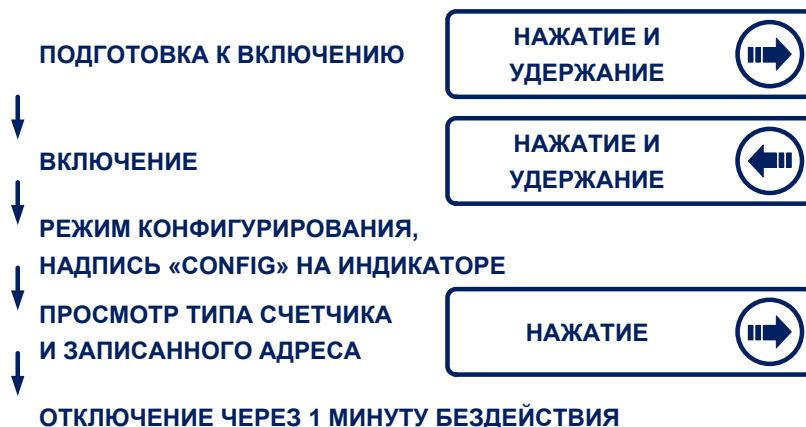 ПОДГОТОВКА К ВКЛЮЧЕНИЮ
НАЖАТИЕ И
УДЕРЖАНИЕ
ВКЛЮЧЕНИЕ
НАЖАТИЕ И
УДЕРЖАНИЕ
РЕЖИМ КОНФИГУРИРОВАНИЯ,
НАДПИСЬ «CONFIG» НА ИНДИКАТОРЕ
ПРОСМОТР ТИПА СЧЕТЧИКА
И ЗАПИСАННОГО АДРЕСА
НАЖАТИЕ
ОТКЛЮЧЕНИЕ ЧЕРЕЗ 1 МИНУТУ БЕЗДЕЙСТВИЯ